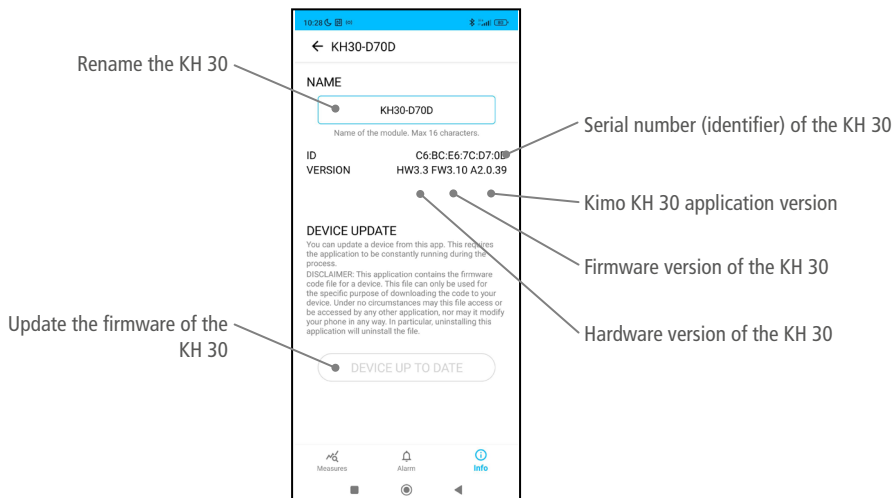 10:28
KH30-D70D
Rename the KH 30
NAME
KH30-D70D
Name of the module. Max 16 characters.
Serial number (identifier) of the KH 30
ID C6:BC:E6:7C:D7:0D
VERSION HW3.3 FW3.10 A2.0.39
Kimo KH 30 application version
Firmware version of the KH 30
Hardware version of the KH 30
DEVICE UPDATE
You can update a device from this app. This requires
the application to be constantly running during the
process.
DISCLAIMER: This application contains the firmware
code file for a device. This file can only be used for
the specific purpose of downloading the code to your
device. Under no circumstances may this file access or
be accessed by any other application, nor may it modify
your phone in any way. In particular, uninstalling this
application will uninstall the file.
Update the firmware of the
KH 30
DEVICE UP TO DATE
Measures
Alarm
Info